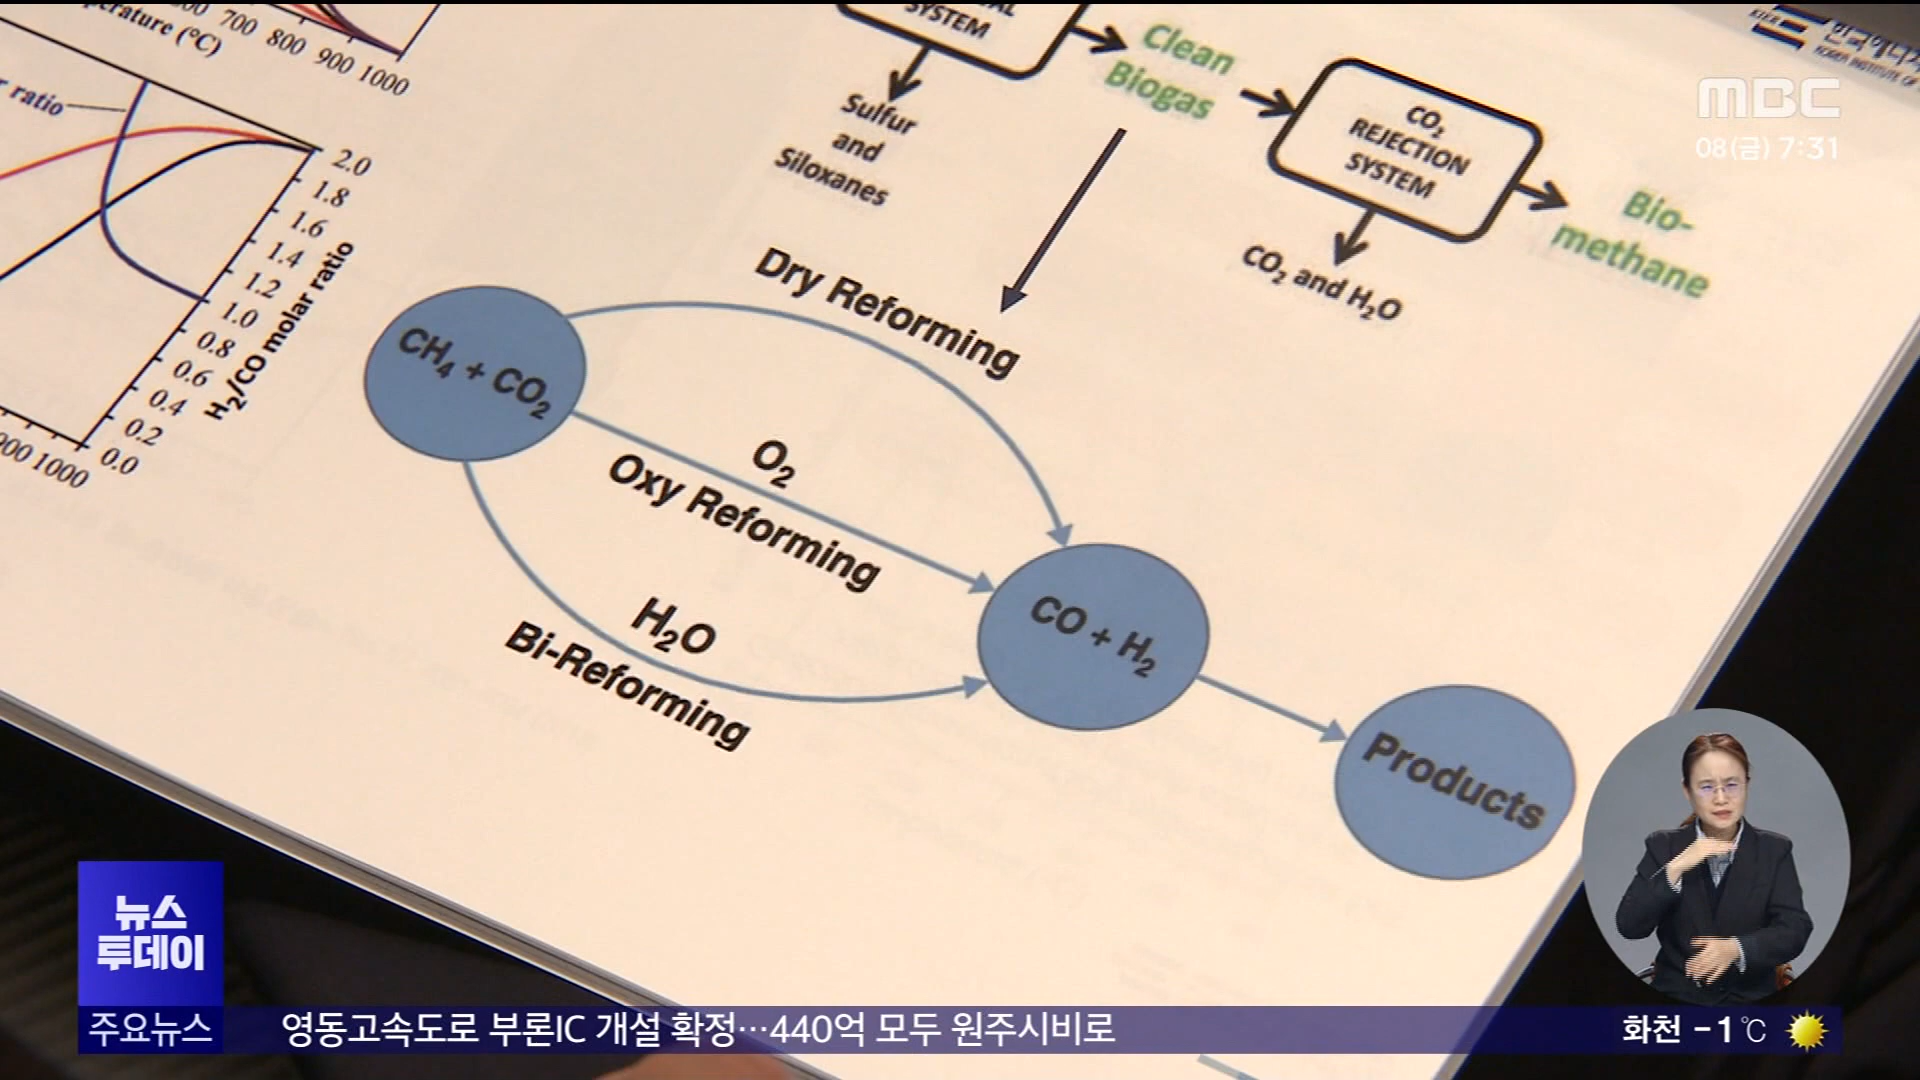 700 800 900 1000
perature (°C)
r ratio
2.0
1.8
1.6
1.4
1.2
1.0
0.8
0.6
0.4
0.2
0.0
H2/CO molar ratio
1000
SYSTEM
Sulfur
and
Siloxanes
Clean
Biogas
CO2
REJECTION
SYSTEM
CO2 and H2O
Bio-
methane
KIER
MBC
08(금) 7:31
Dry Reforming
CH4 + CO2
O2
Oxy Reforming
H2O
Bi-Reforming
CO + H2
Products
뉴스
투데이
주요뉴스
영동고속도로 부론IC 개설 확정…440억 모두 원주시비로
화천 -1℃